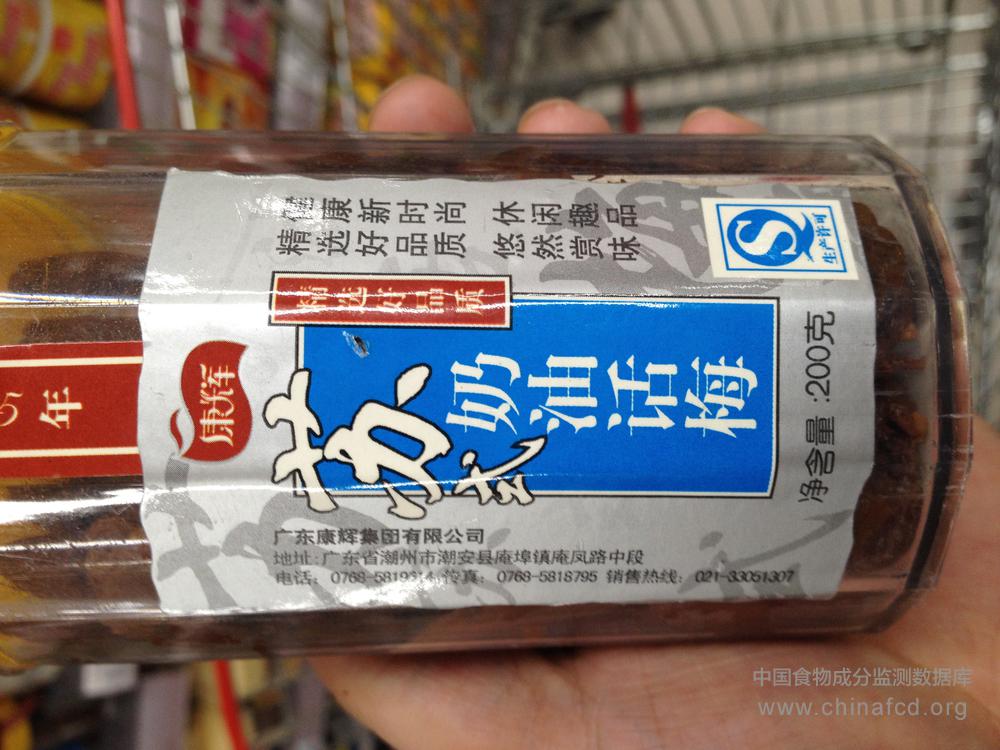 健康新时尚 休闲趣品
精选好品质 悠然赏味
生产许可
精选好品质
康辉
年
苏式
奶油话梅
净含量:200克
广东康辉集团有限公司
地址:广东省潮州市潮安县庵埠镇庵凤路中段
电话: 传真: 0768-5818795 销售热线: 021-33051307
中国食物成分监测数据库
www.chinafcd.org